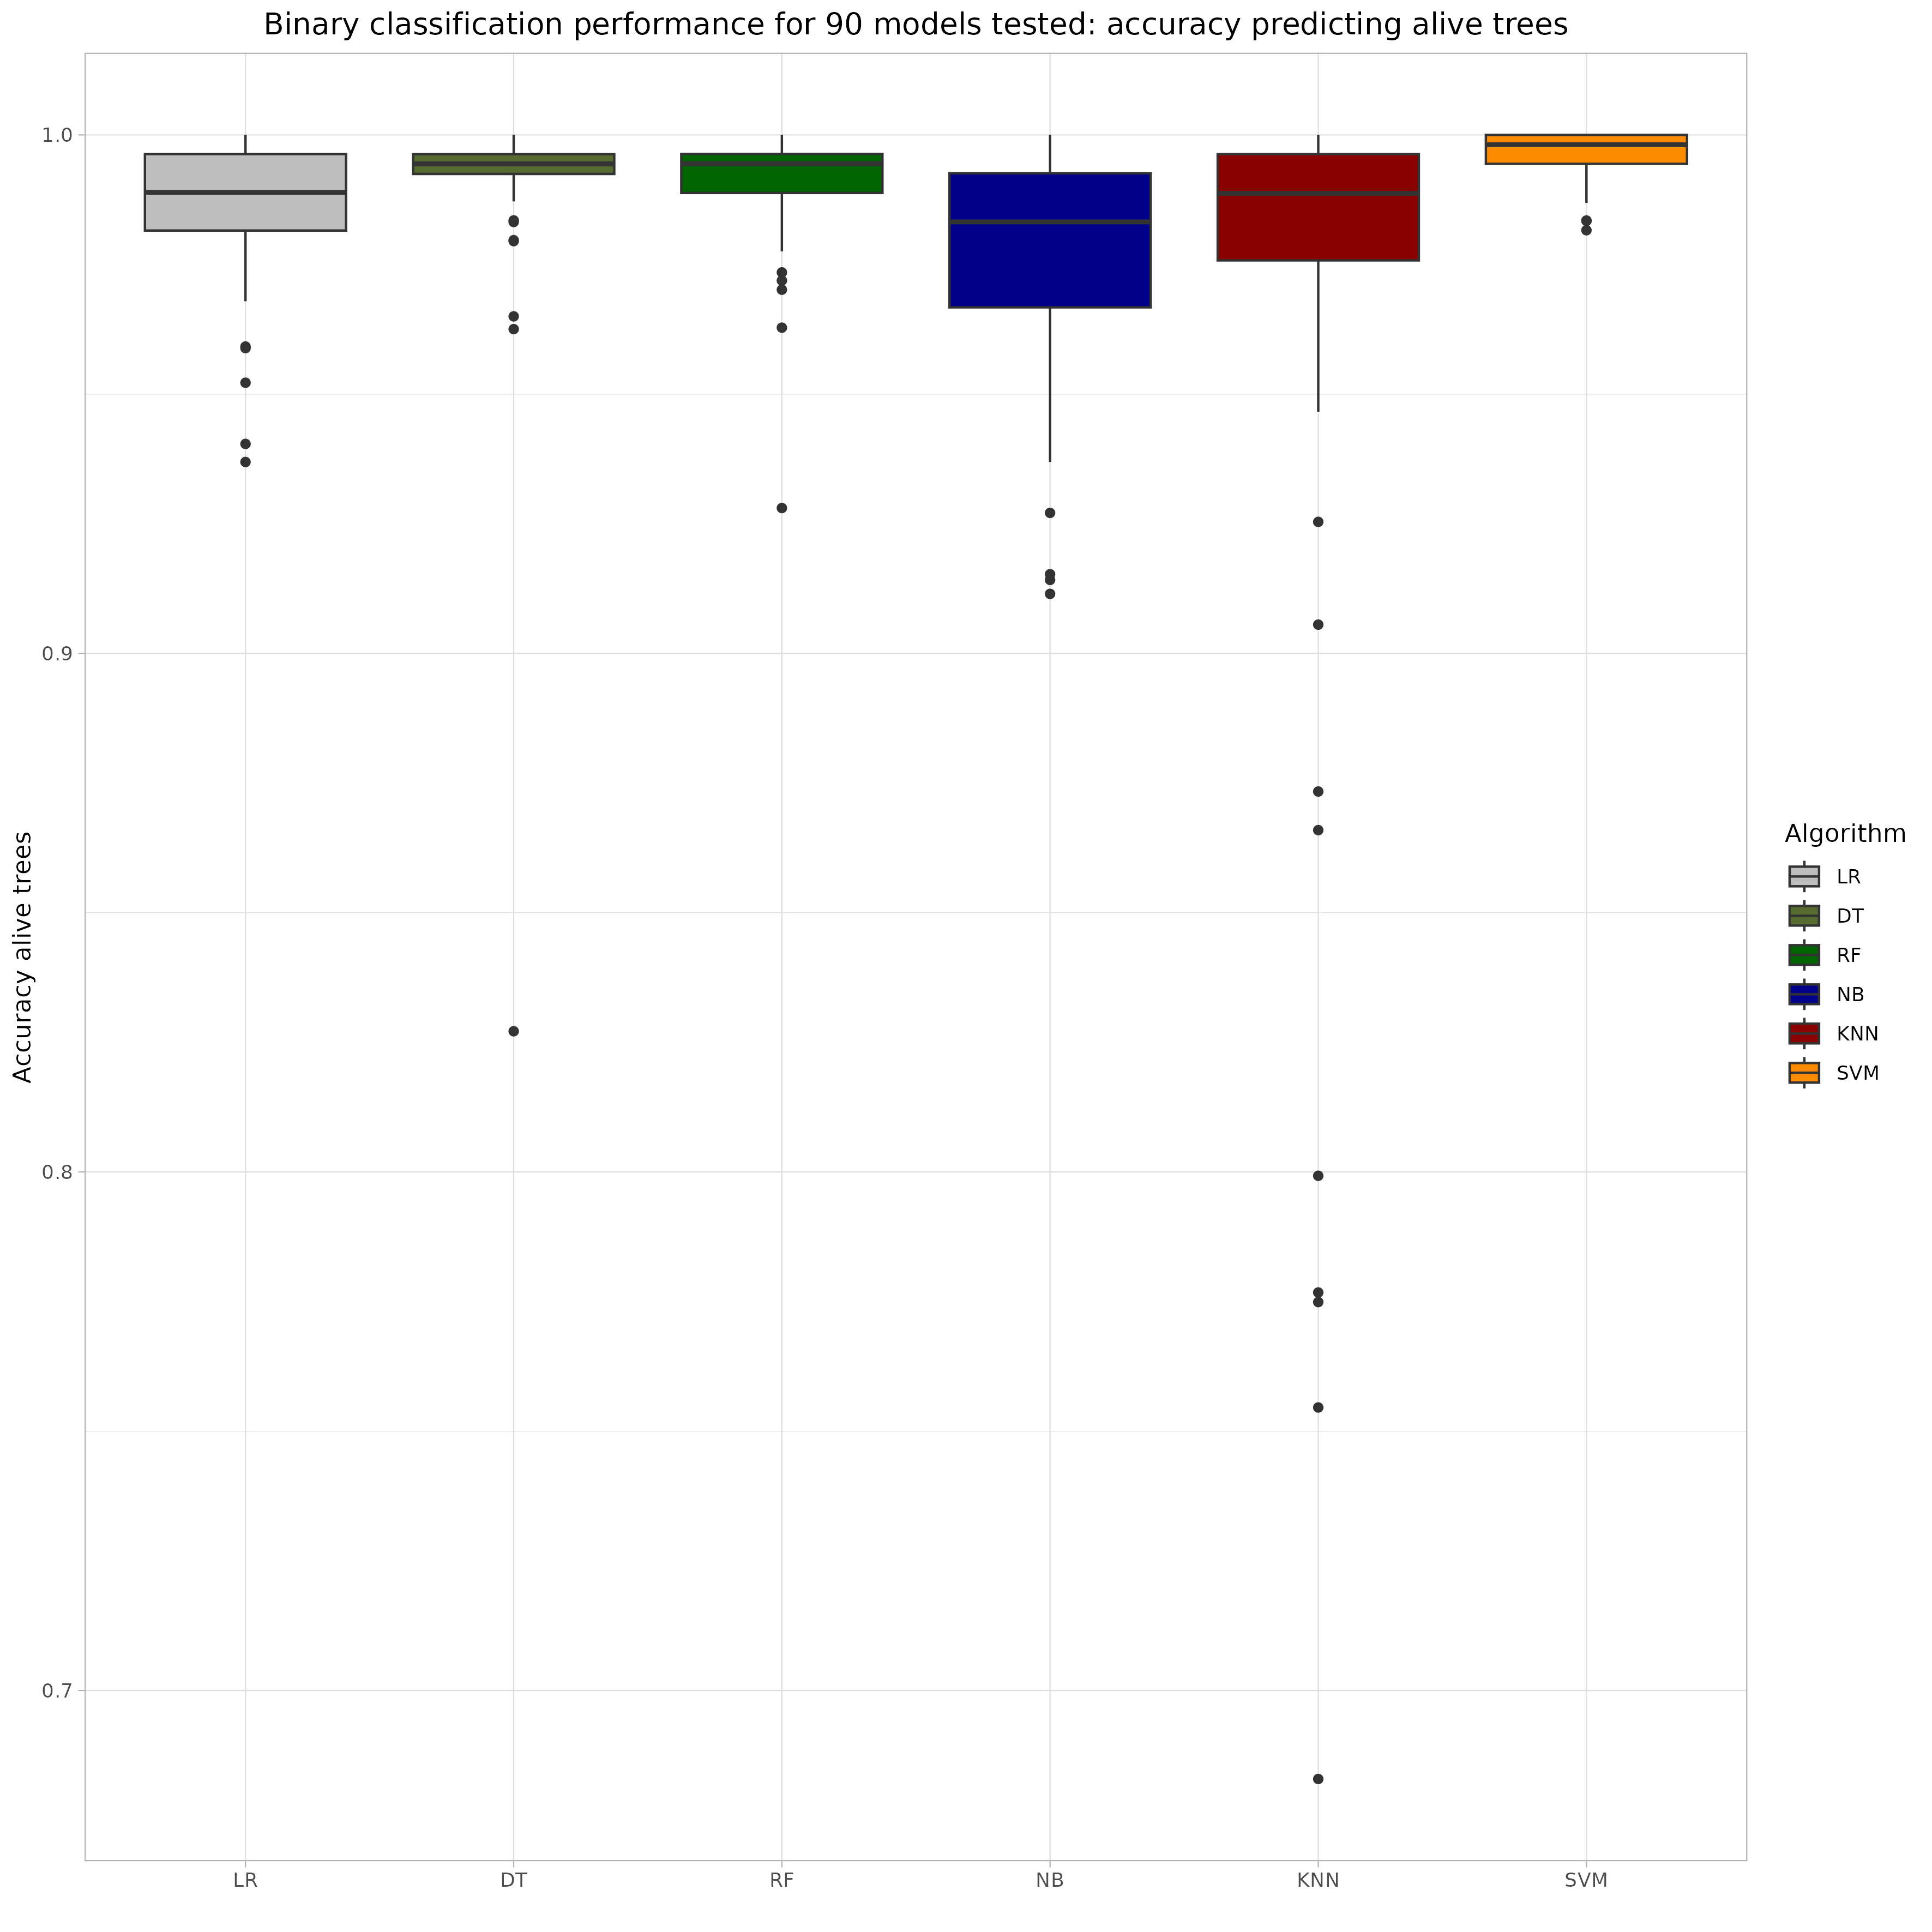 Binary classification performance for 90 models tested: accuracy predicting alive trees
Accuracy alive trees
1.0
0.9
0.8
0.7
LR
DT
RF
NB
KNN
SVM
Algorithm
LR
DT
RF
NB
KNN
SVM